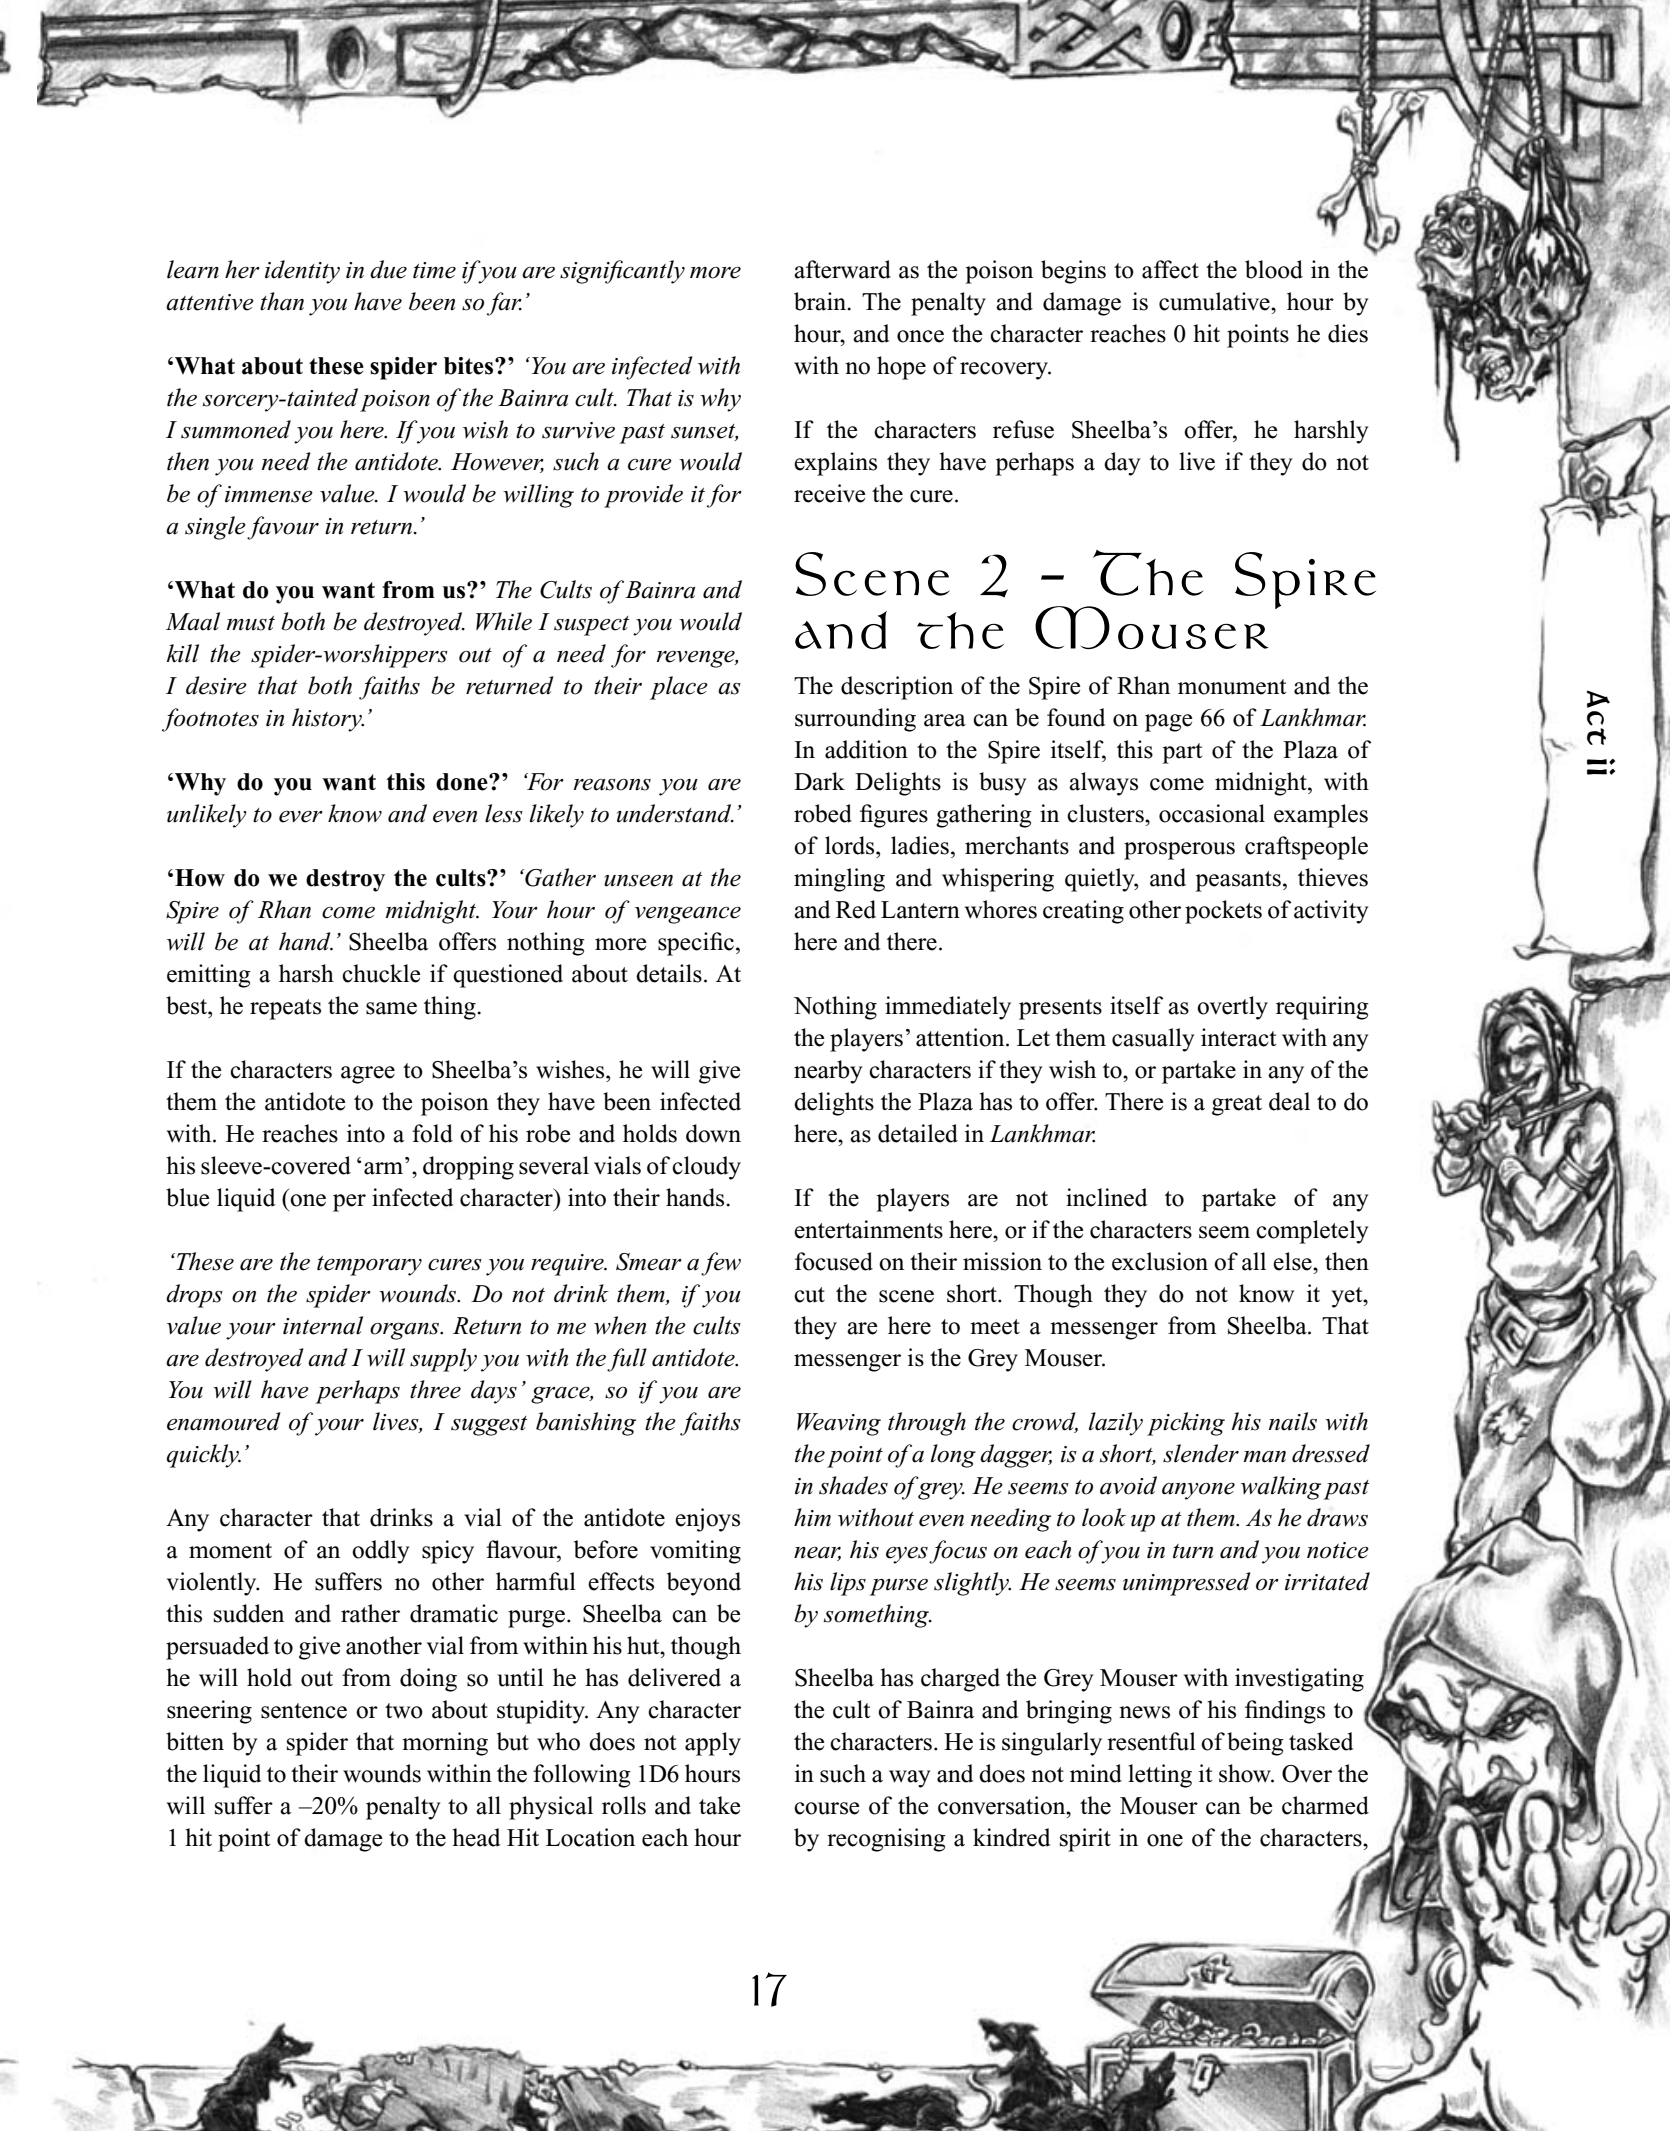 learn her identity in due time if you are significantly more
attentive than you have been so far.’
‘What about these spider bites?’ ‘You are infected with
the sorcery-tainted poison of the Bainra cult. That is why
I summoned you here. If you wish to survive past sunset,
then you need the antidote. However, such a cure would
be of immense value. I would be willing to provide it for
a single favour in return.’
‘What do you want from us?’ The Cults of Bainra and
Maal must both be destroyed. While I suspect you would
kill the spider-worshippers out of a need for revenge,
I desire that both faiths be returned to their place as
footnotes in history.’
‘Why do you want this done?’ ‘For reasons you are
unlikely to ever know and even less likely to understand.’
‘How do we destroy the cults?’ ‘Gather unseen at the
Spire of Rhan come midnight. Your hour of vengeance
will be at hand.’ Sheelba offers nothing more specific,
emitting a harsh chuckle if questioned about details. At
best, he repeats the same thing.
If the characters agree to Sheelba’s wishes, he will give
them the antidote to the poison they have been infected
with. He reaches into a fold of his robe and holds down
his sleeve-covered ‘arm’, dropping several vials of cloudy
blue liquid (one per infected character) into their hands.
‘These are the temporary cures you require. Smear a few
drops on the spider wounds. Do not drink them, if you
value your internal organs. Return to me when the cults
are destroyed and I will supply you with the full antidote.
You will have perhaps three days’ grace, so if you are
enamoured of your lives, I suggest banishing the faiths
quickly.’
Any character that drinks a vial of the antidote enjoys
a moment of an oddly spicy flavour, before vomiting
violently. He suffers no other harmful effects beyond
this sudden and rather dramatic purge. Sheelba can be
persuaded to give another vial from within his hut, though
he will hold out from doing so until he has delivered a
sneering sentence or two about stupidity. Any character
bitten by a spider that morning but who does not apply
the liquid to their wounds within the following 1D6 hours
will suffer a –20% penalty to all physical rolls and take
1 hit point of damage to the head Hit Location each hour
afterward as the poison begins to affect the blood in the
brain. The penalty and damage is cumulative, hour by
hour, and once the character reaches 0 hit points he dies
with no hope of recovery.
If the characters refuse Sheelba’s offer, he harshly
explains they have perhaps a day to live if they do not
receive the cure.
Scene 2 – The Spire
and the Mouser
The description of the Spire of Rhan monument and the
surrounding area can be found on page 66 of Lankhmar.
In addition to the Spire itself, this part of the Plaza of
Dark Delights is busy as always come midnight, with
robed figures gathering in clusters, occasional examples
of lords, ladies, merchants and prosperous craftspeople
mingling and whispering quietly, and peasants, thieves
and Red Lantern whores creating other pockets of activity
here and there.
Nothing immediately presents itself as overtly requiring
the players’ attention. Let them casually interact with any
nearby characters if they wish to, or partake in any of the
delights the Plaza has to offer. There is a great deal to do
here, as detailed in Lankhmar.
If the players are not inclined to partake of any
entertainments here, or if the characters seem completely
focused on their mission to the exclusion of all else, then
cut the scene short. Though they do not know it yet,
they are here to meet a messenger from Sheelba. That
messenger is the Grey Mouser.
Weaving through the crowd, lazily picking his nails with
the point of a long dagger, is a short, slender man dressed
in shades of grey. He seems to avoid anyone walking past
him without even needing to look up at them. As he draws
near, his eyes focus on each of you in turn and you notice
his lips purse slightly. He seems unimpressed or irritated
by something.
Sheelba has charged the Grey Mouser with investigating
the cult of Bainra and bringing news of his findings to
the characters. He is singularly resentful of being tasked
in such a way and does not mind letting it show. Over the
course of the conversation, the Mouser can be charmed
by recognising a kindred spirit in one of the characters,
Act ii
17